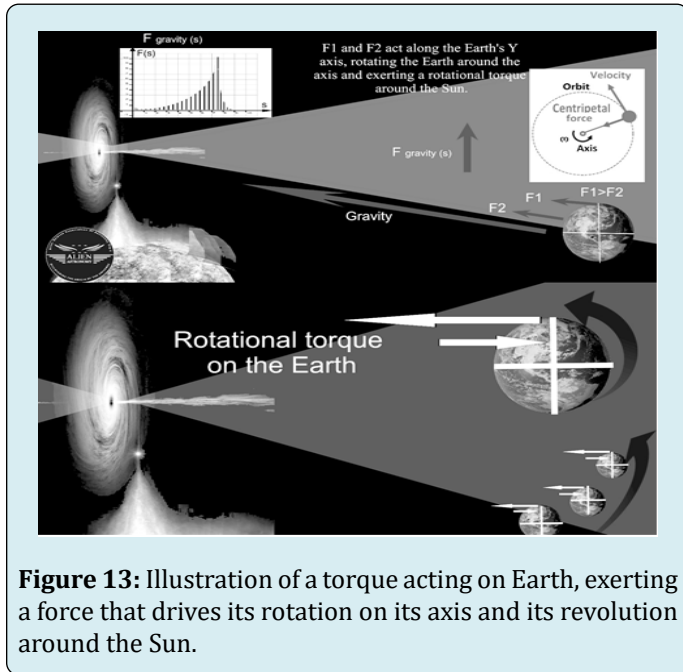 F gravity (s)
F(s)
s
F1 and F2 act along the Earth's Y
axis, rotating the Earth around the
axis and exerting a rotational torque
around the Sun.
Velocity
Orbit
Centripetal
force
ω
Axis
F gravity (s)
F1>F2
F1
F2
Gravity
ALIEN
Rotational torque
on the Earth
Figure 13: Illustration of a torque acting on Earth, exerting
a force that drives its rotation on its axis and its revolution
around the Sun.